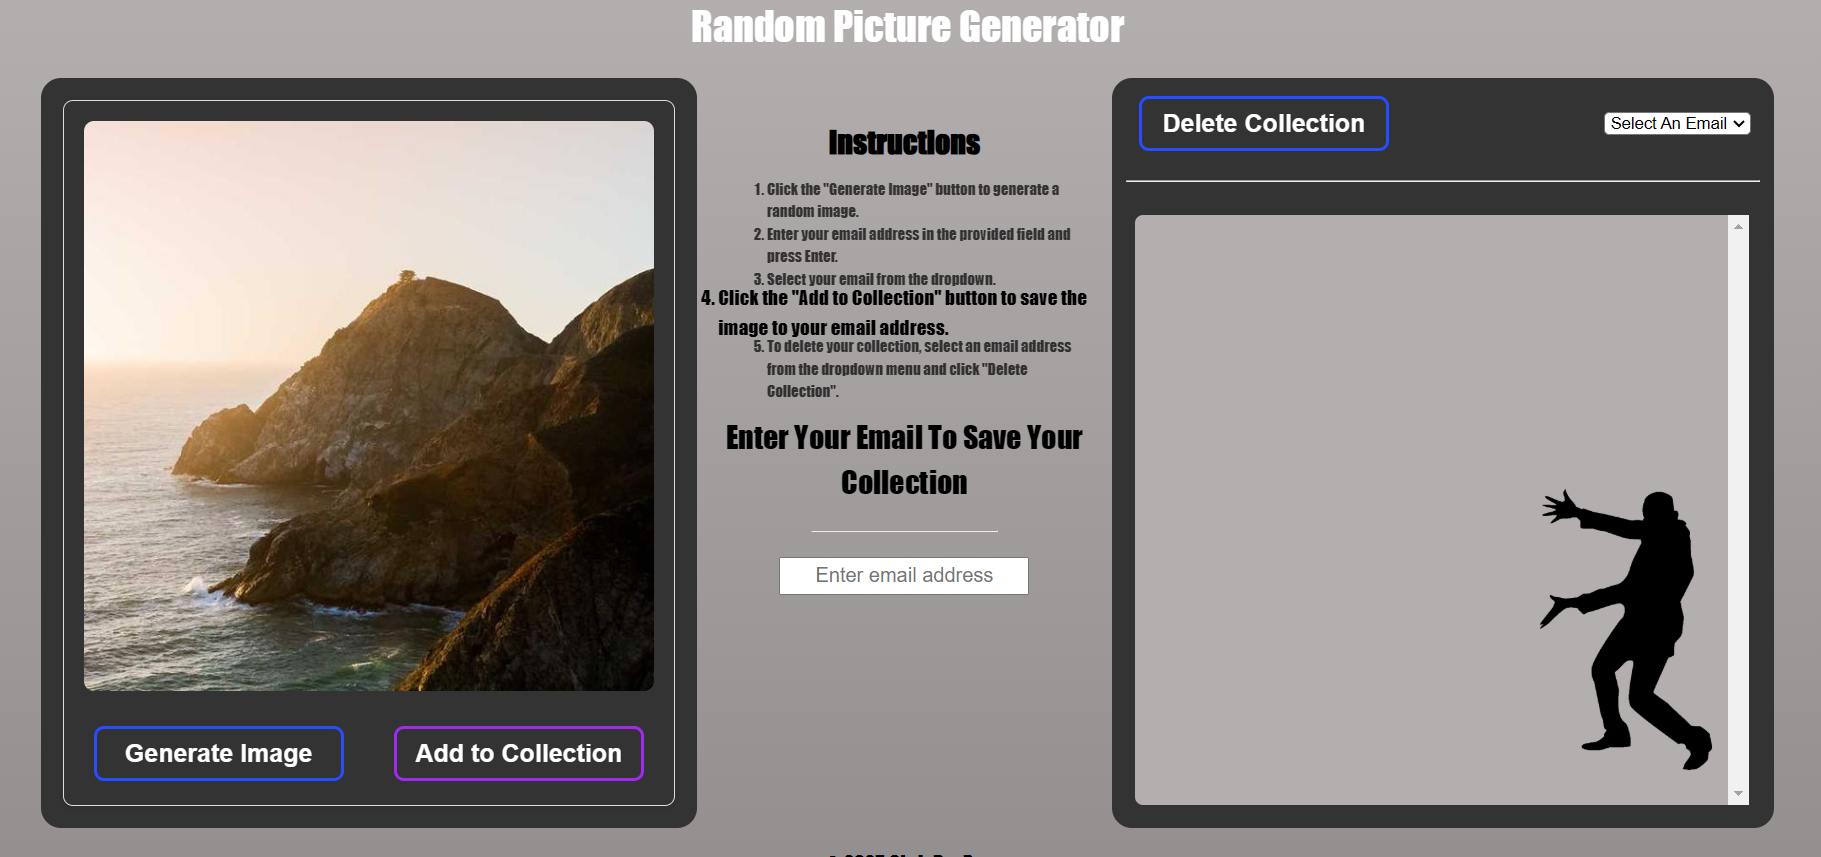 Random Picture Generator
Generate Image
Add to Collection
Instructions
1. Click the "Generate Image" button to generate a
random image.
2. Enter your email address in the provided field and
press Enter.
3. Select your email from the dropdown.
4. Click the "Add to Collection" button to save the
image to your email address.
5. To delete your collection, select an email address
from the dropdown menu and click "Delete
Collection".
Enter Your Email To Save Your
Collection
Enter email address
Delete Collection
Select An Email